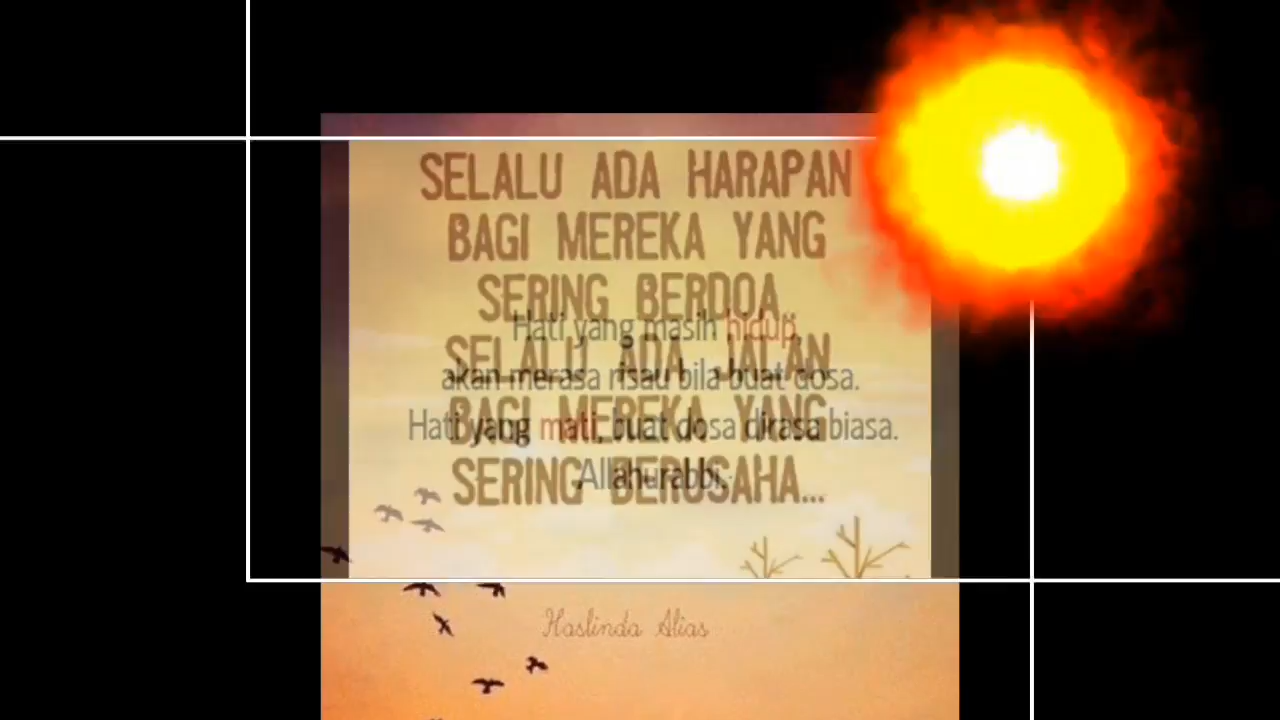 SELALU ADA HARAPAN
BAGI MEREKA YANG
SERING BERDOA..
SELALU ADA JALAN
BAGI MEREKA YANG
SERING BERUSAHA...
Hati yang masih hidup,
akan merasa risau bila buat dosa.
Hati yang mati, buat dosa dirasa biasa.
Allahurabbi.
Haslinda Alias